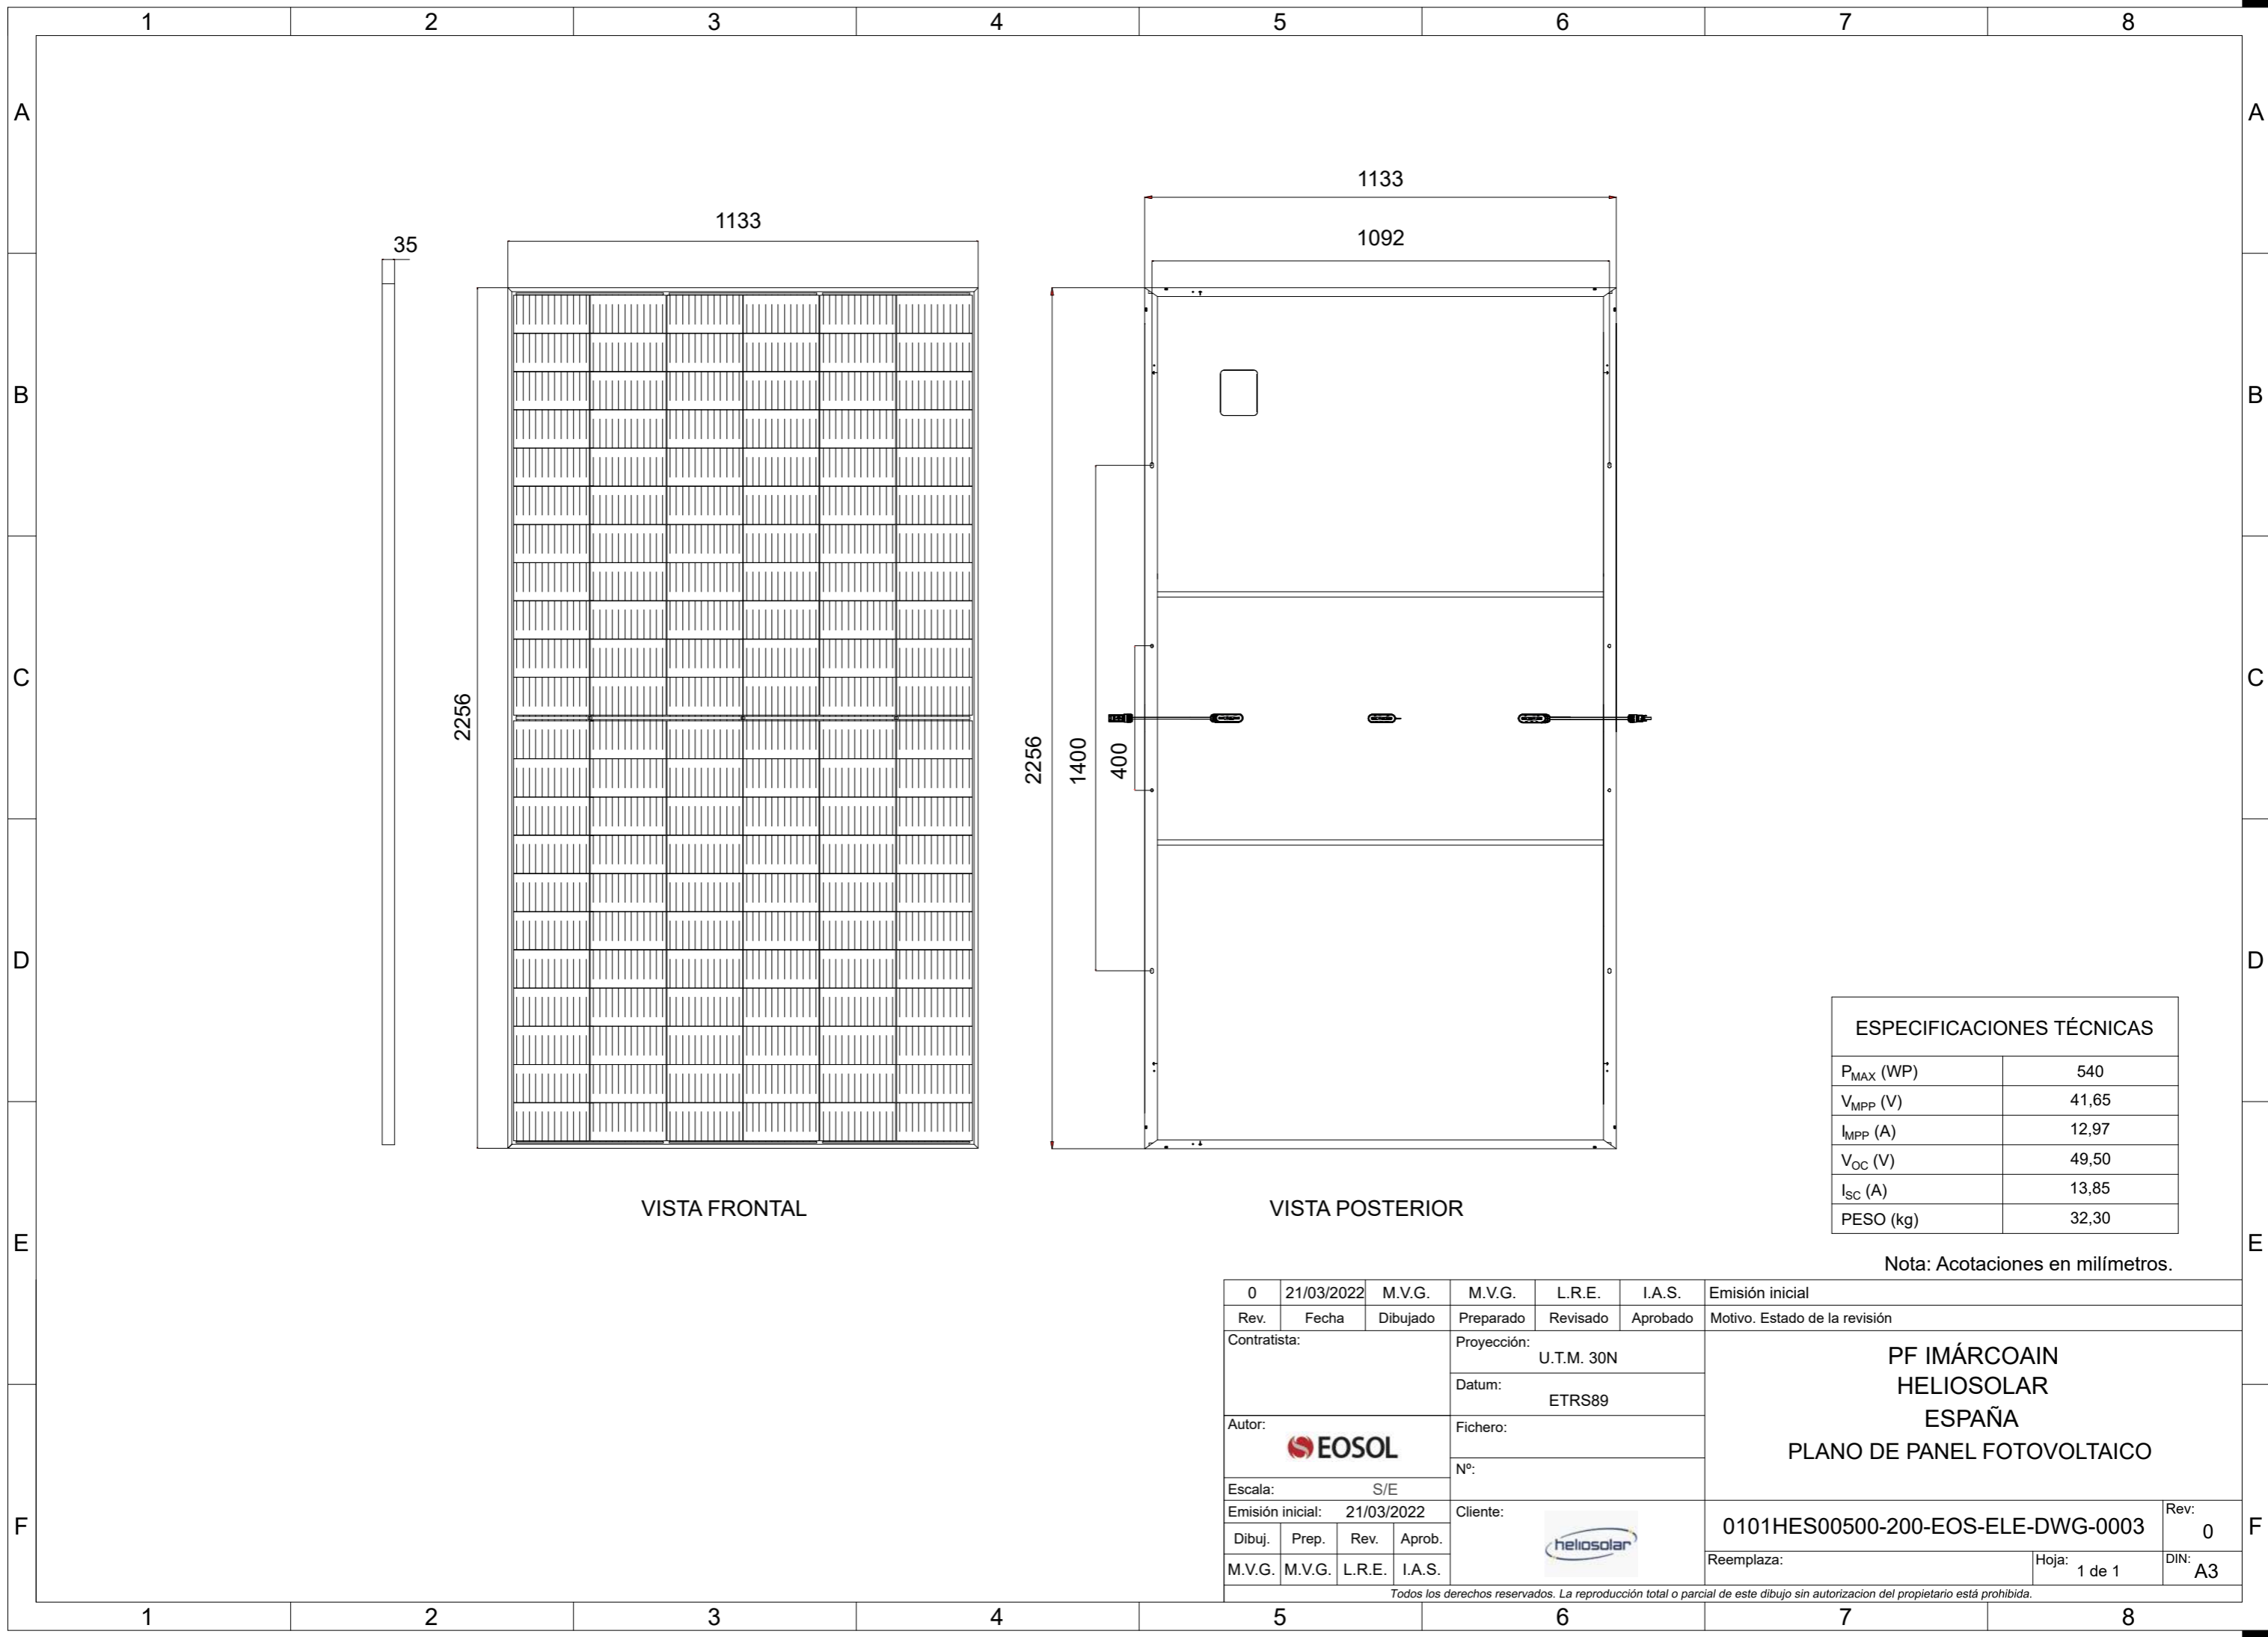 1 2 3 4 5 6 7 8
A A
B B
C C
D D
E E
F F
35
1133
2256
VISTA FRONTAL
1133
1092
2256
1400
400
VISTA POSTERIOR
ESPECIFICACIONES TÉCNICAS
PMAX (WP) 540
VMPP (V) 41,65
IMPP (A) 12,97
VOC (V) 49,50
ISC (A) 13,85
PESO (kg) 32,30
Nota: Acotaciones en milímetros.
0 21/03/2022 M.V.G. M.V.G. L.R.E. I.A.S. Emisión inicial
Rev. Fecha Dibujado Preparado Revisado Aprobado Motivo. Estado de la revisión
Contratista:
Proyección:
U.T.M. 30N
Datum:
ETRS89
Autor:
EOSOL
Fichero:
Nº:
Escala: S/E
Emisión inicial: 21/03/2022
Dibuj. Prep. Rev. Aprob.
M.V.G. M.V.G. L.R.E. I.A.S.
Cliente:
heliosolar
PF IMÁRCOAIN
HELIOSOLAR
ESPAÑA
PLANO DE PANEL FOTOVOLTAICO
0101HES00500-200-EOS-ELE-DWG-0003
Rev:
0
Reemplaza:
Hoja: 1 de 1
DIN: A3
Todos los derechos reservados. La reproducción total o parcial de este dibujo sin autorizacion del propietario está prohibida.
1 2 3 4 5 6 7 8